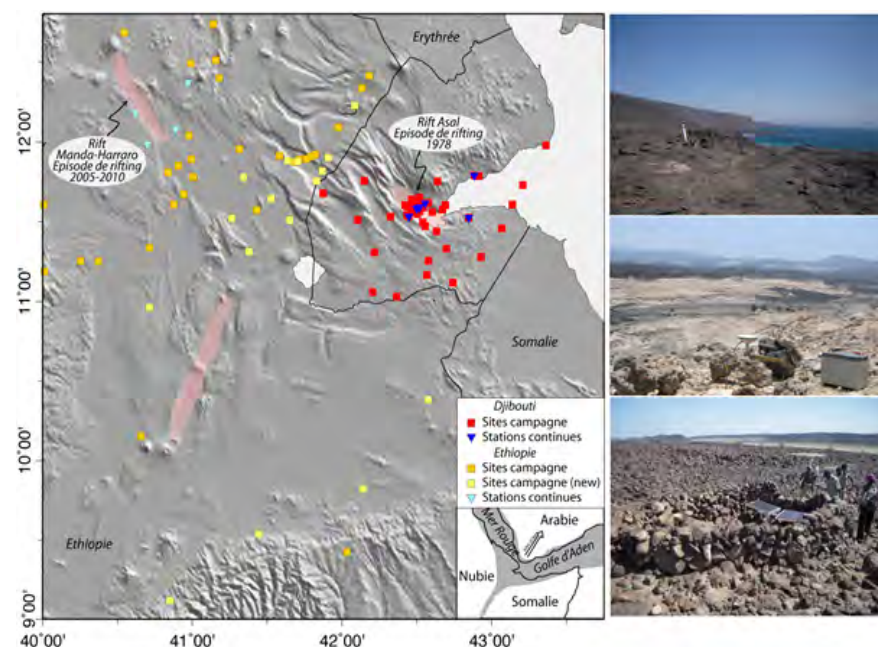 Erythrée
12°00'
Rift Asal
Episode de rifting
1978
Rift
Manda-Harraro
Episode de rifting
2005-2010
11°00'
Somalie
Djibouti
Sites campagne
Stations continues
Ethiopie
Sites campagne
Sites campagne (new)
Stations continues
10°00'
Ethiopie
Mer Rouge
Arabie
Golfe d'Aden
Nubie
Somalie
9°00'
40°00'
41°00'
42°00'
43°00'